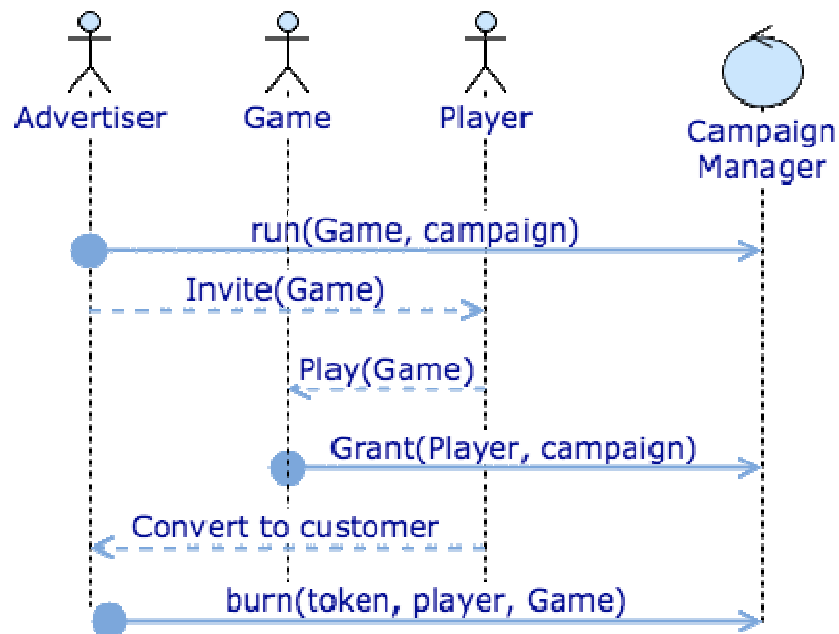 Advertiser
Game
Player
Campaign
Manager
run(Game, campaign)
Invite(Game)
Play(Game)
Grant(Player, campaign)
Convert to customer
burn(token, player, Game)